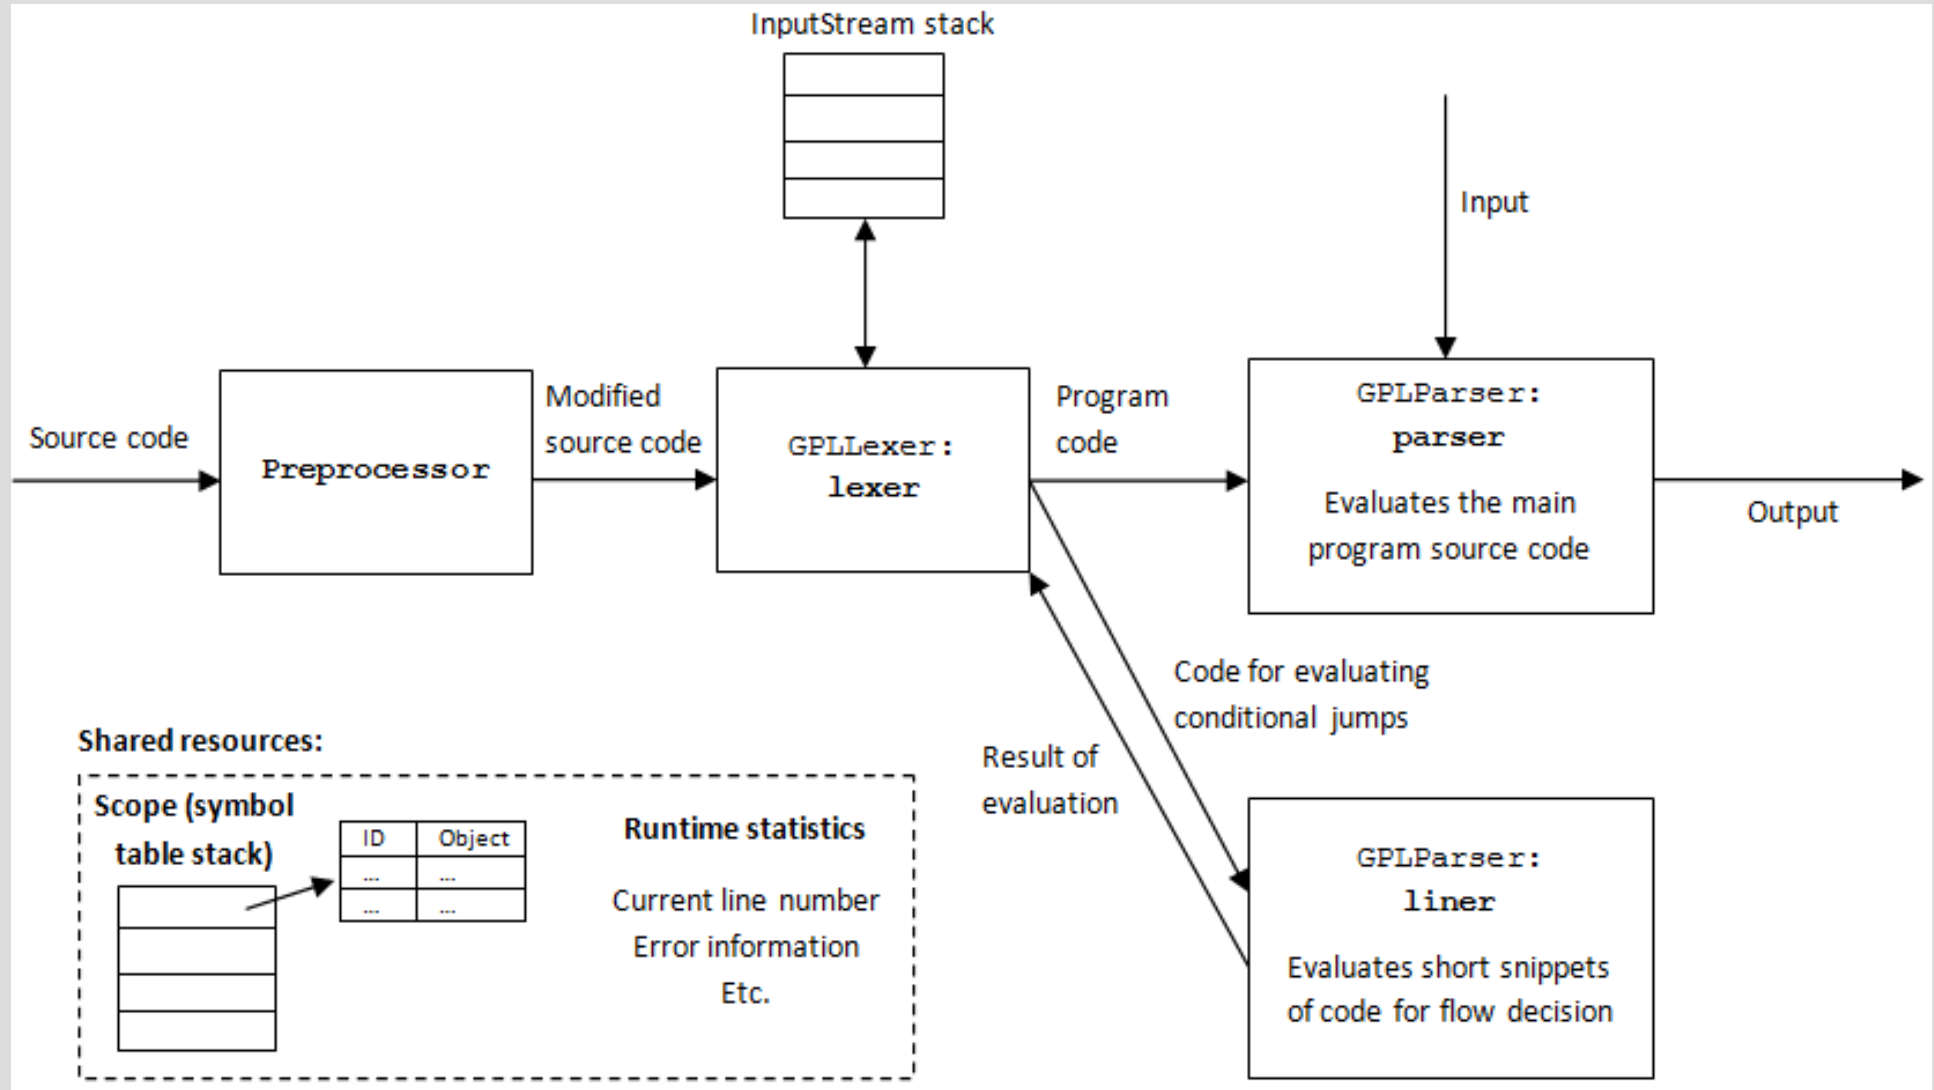 InputStream stack
Input
Source code
Preprocessor
Modified
source code
GPLLexer:
lexer
Program
code
GPLParser:
parser
Evaluates the main
program source code
Output
Code for evaluating
conditional jumps
Result of
evaluation
GPLParser:
liner
Evaluates short snippets
of code for flow decision
Shared resources:
Scope (symbol
table stack)
ID Object
... ...
... ...
Runtime statistics
Current line number
Error information
Etc.